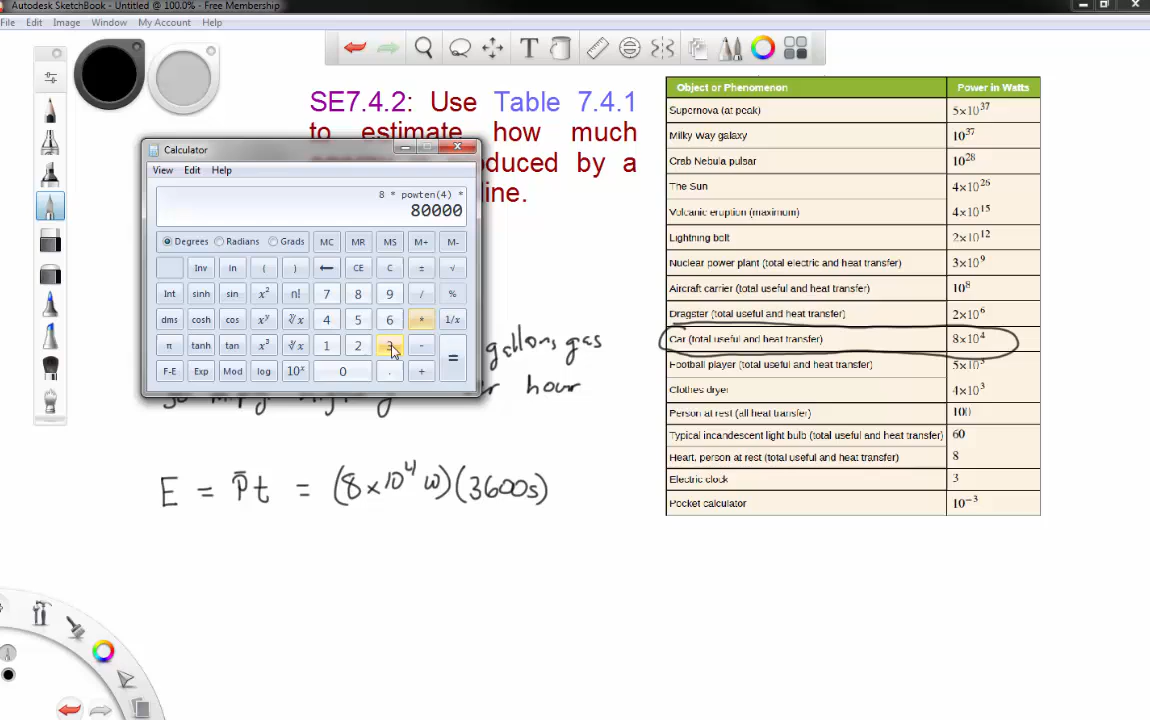 Autodesk SketchBook - Untitled @ 100.0% - Free Membership
File Edit Image Window My Account Help
SE7.4.2: Use Table 7.4.1
to estimate how much
oduced by a
line.
Calculator
View Edit Help
8 * powten(4) *
80000
Degrees Radians Grads MC MR MS M+ M-
Inv ln ( ) ← CE C ± √
Int sinh sin x² n! 7 8 9 / %
dms cosh cos xʸ ʸ√x 4 5 6 * 1/x
π tanh tan x³ ³√x 1 2 3 - =
F-E Exp Mod log 10ˣ 0 . +
gallons gas
hour
E = P̄t = (8×10⁴ W)(3600s)
Object or Phenomenon Power in Watts
Supernova (at peak) 5×10³⁷
Milky Way galaxy 10³⁷
Crab Nebula pulsar 10²⁸
The Sun 4×10²⁶
Volcanic eruption (maximum) 4×10¹⁵
Lightning bolt 2×10¹²
Nuclear power plant (total electric and heat transfer) 3×10⁹
Aircraft carrier (total useful and heat transfer) 10⁸
Dragster (total useful and heat transfer) 2×10⁶
Car (total useful and heat transfer) 8×10⁴
Football player (total useful and heat transfer) 5×10³
Clothes dryer 4×10³
Person at rest (all heat transfer) 100
Typical incandescent light bulb (total useful and heat transfer) 60
Heart, person at rest (total useful and heat transfer) 8
Electric clock 3
Pocket calculator 10⁻³